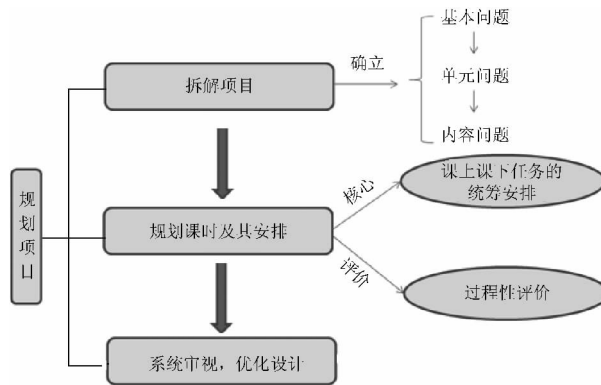 基本问题
确立
拆解项目
单元问题
内容问题
课上课下任务的
统筹安排
核心
规划项目
规划课时及其安排
评价
过程性评价
系统审视，优化设计